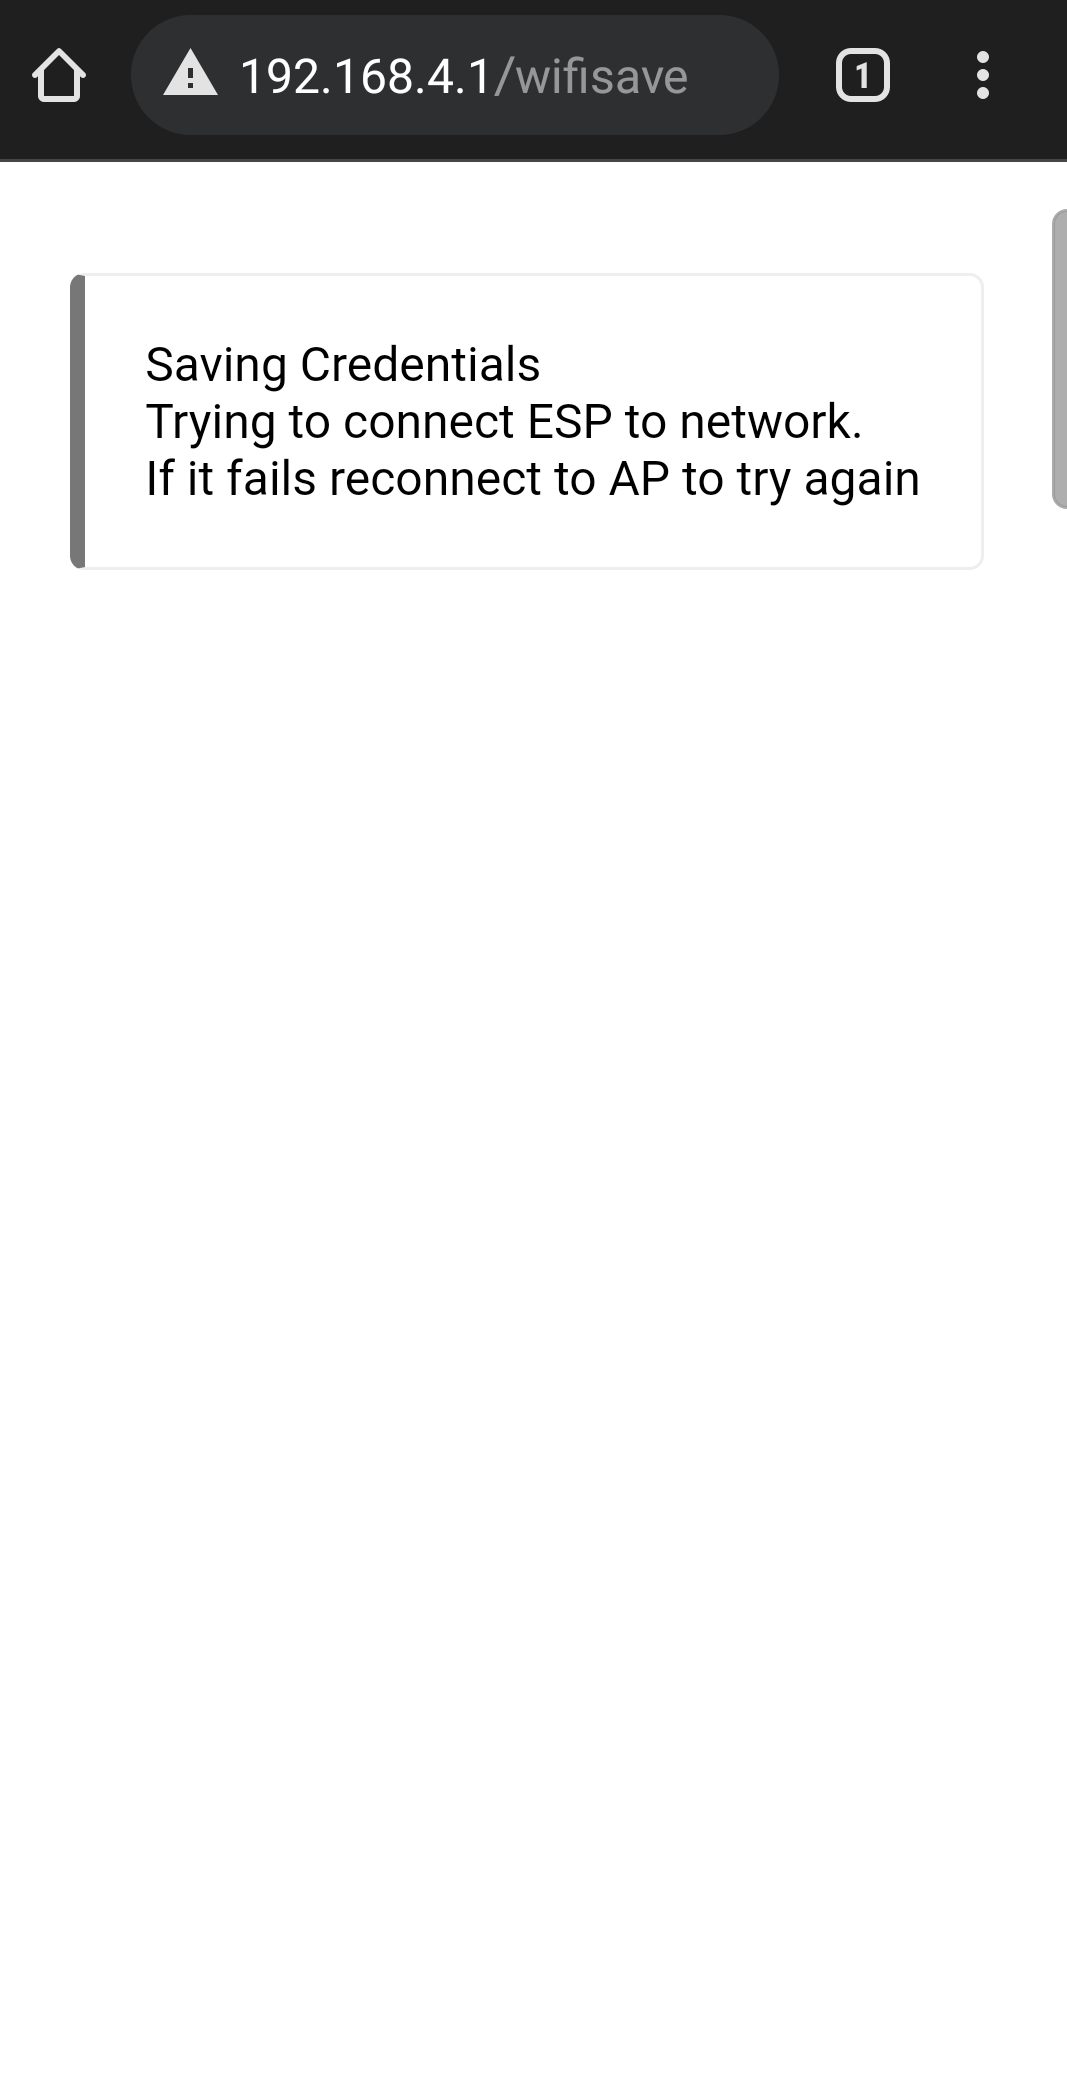 192.168.4.1/wifisave
1
Saving Credentials
Trying to connect ESP to network.
If it fails reconnect to AP to try again